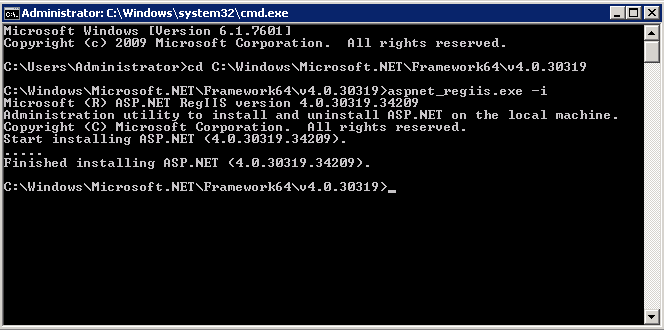 Administrator: C:\Windows\system32\cmd.exe
Microsoft Windows [Version 6.1.7601]
Copyright (c) 2009 Microsoft Corporation.  All rights reserved.
C:\Users\Administrator>cd C:\Windows\Microsoft.NET\Framework64\v4.0.30319
C:\Windows\Microsoft.NET\Framework64\v4.0.30319>aspnet_regiis.exe -i
Microsoft (R) ASP.NET RegIIS version 4.0.30319.34209
Administration utility to install and uninstall ASP.NET on the local machine.
Copyright (C) Microsoft Corporation.  All rights reserved.
Start installing ASP.NET (4.0.30319.34209).
.....
Finished installing ASP.NET (4.0.30319.34209).
C:\Windows\Microsoft.NET\Framework64\v4.0.30319>_